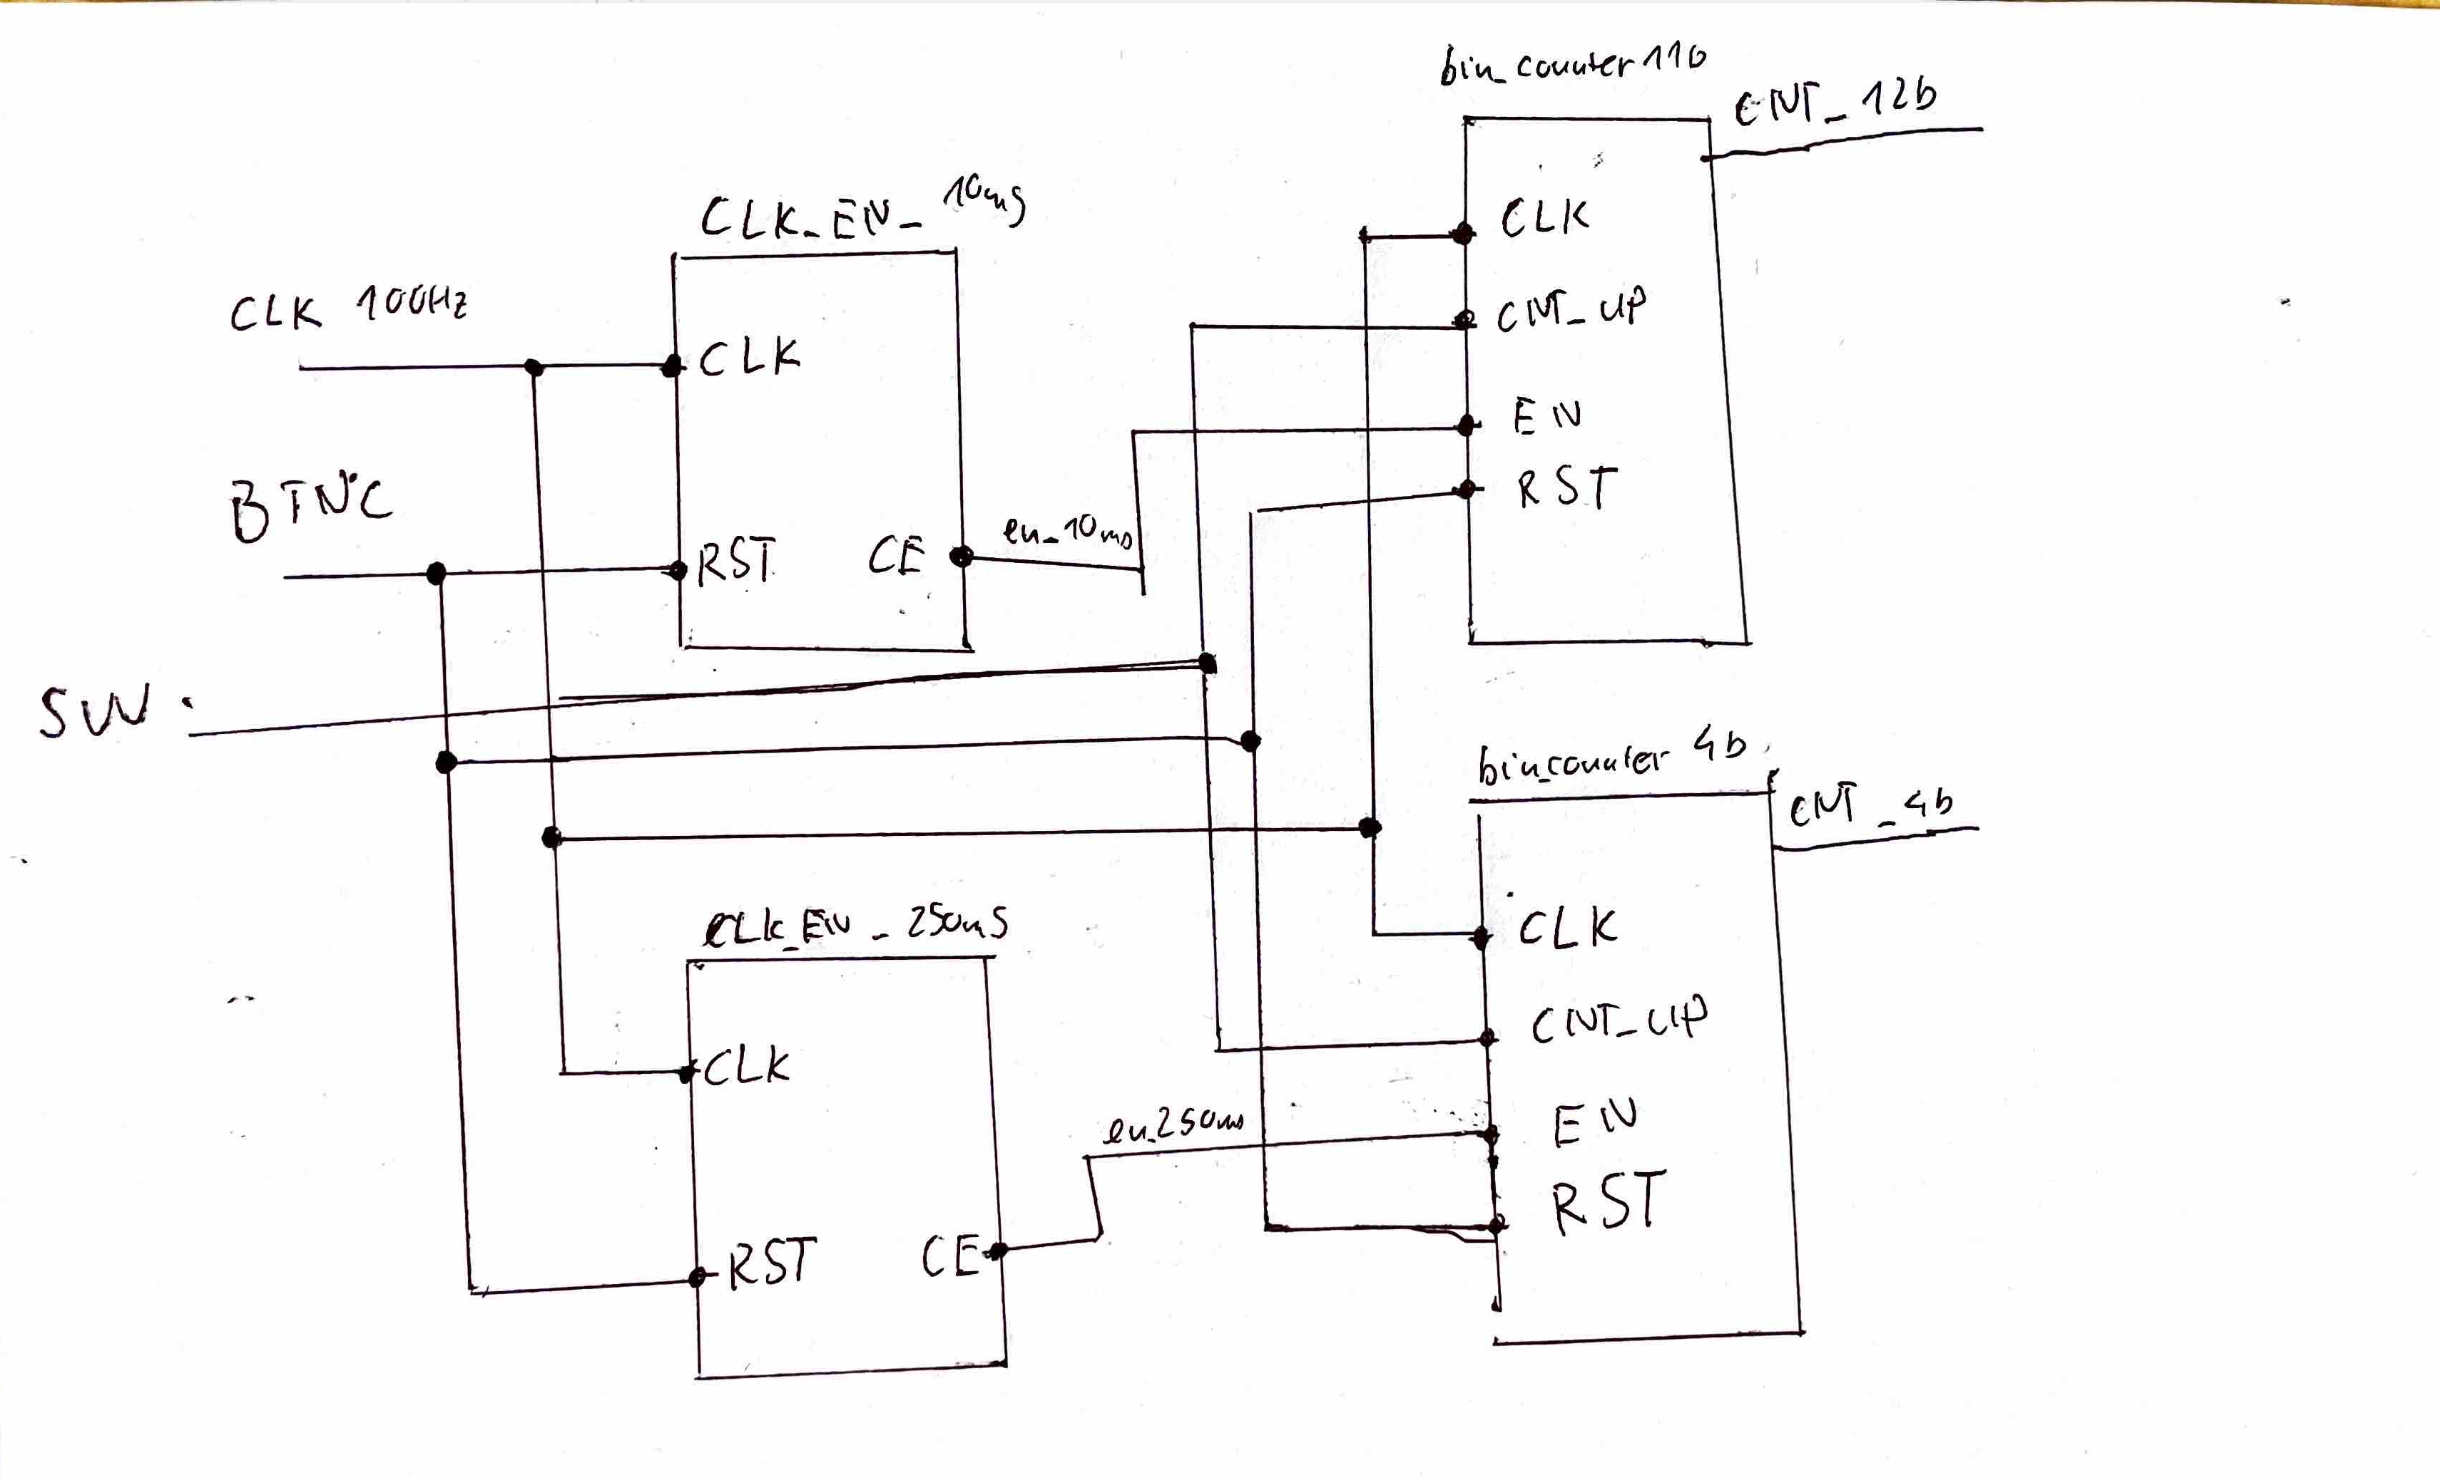 bin_counter 11b
CNT_12b
CLK_EN_10ms
CLK
CLK 100Hz
CNT_UP
CLK
EN
BTNC
RST
en_10ms
RST
CE
SW
bin_counter 4b
CNT_4b
CLK_EN_250ms
CLK
CNT_UP
CLK
en_250ms
EN
RST
RST
CE